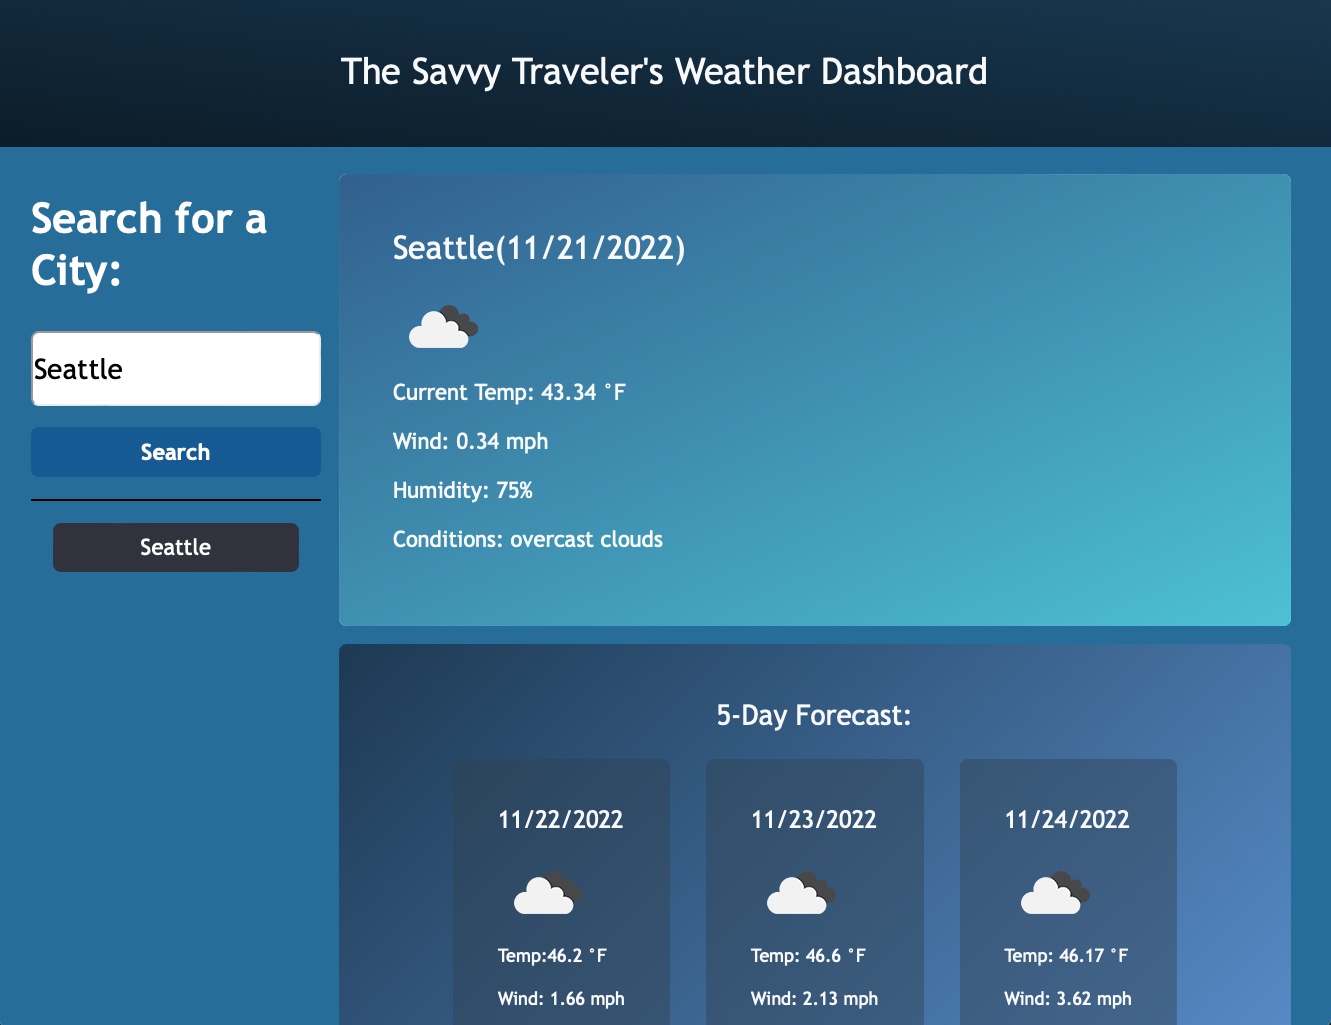 The Savvy Traveler's Weather Dashboard
Search for a
City:
Seattle
Search
Seattle
Seattle(11/21/2022)
Current Temp: 43.34 °F
Wind: 0.34 mph
Humidity: 75%
Conditions: overcast clouds
5-Day Forecast:
11/22/2022
Temp:46.2 °F
Wind: 1.66 mph
11/23/2022
Temp: 46.6 °F
Wind: 2.13 mph
11/24/2022
Temp: 46.17 °F
Wind: 3.62 mph